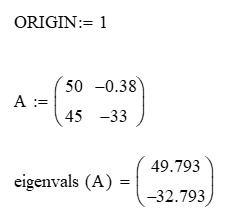 ORIGIN:= 1
A := ( 50 −0.38
45 −33 )
eigenvals (A) = ( 49.793
−32.793 )